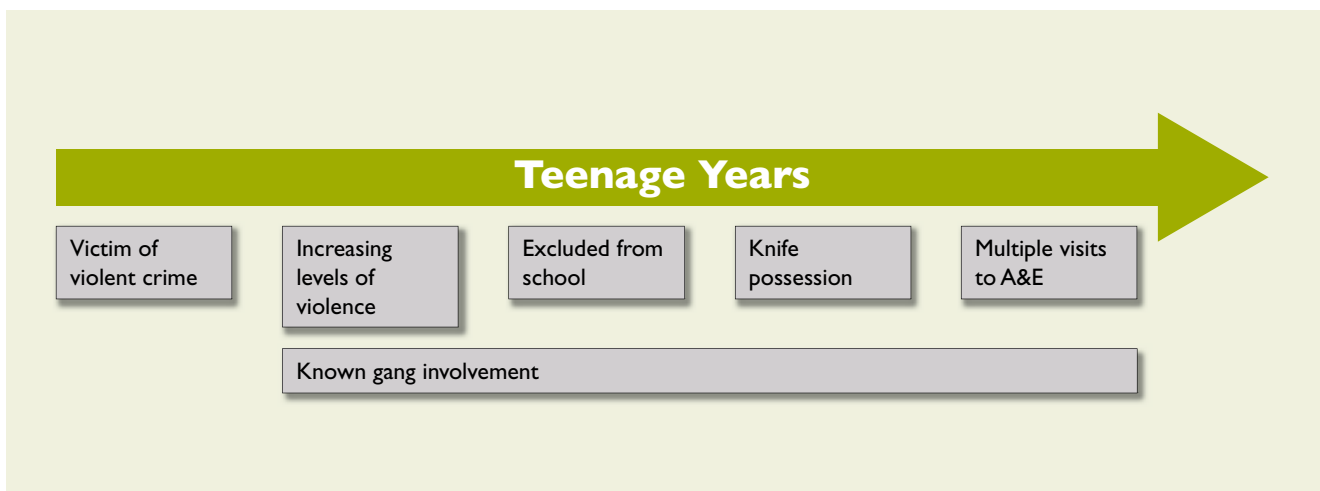 Teenage Years
Victim of
violent crime
Increasing
levels of
violence
Excluded from
school
Knife
possession
Multiple visits
to A&E
Known gang involvement